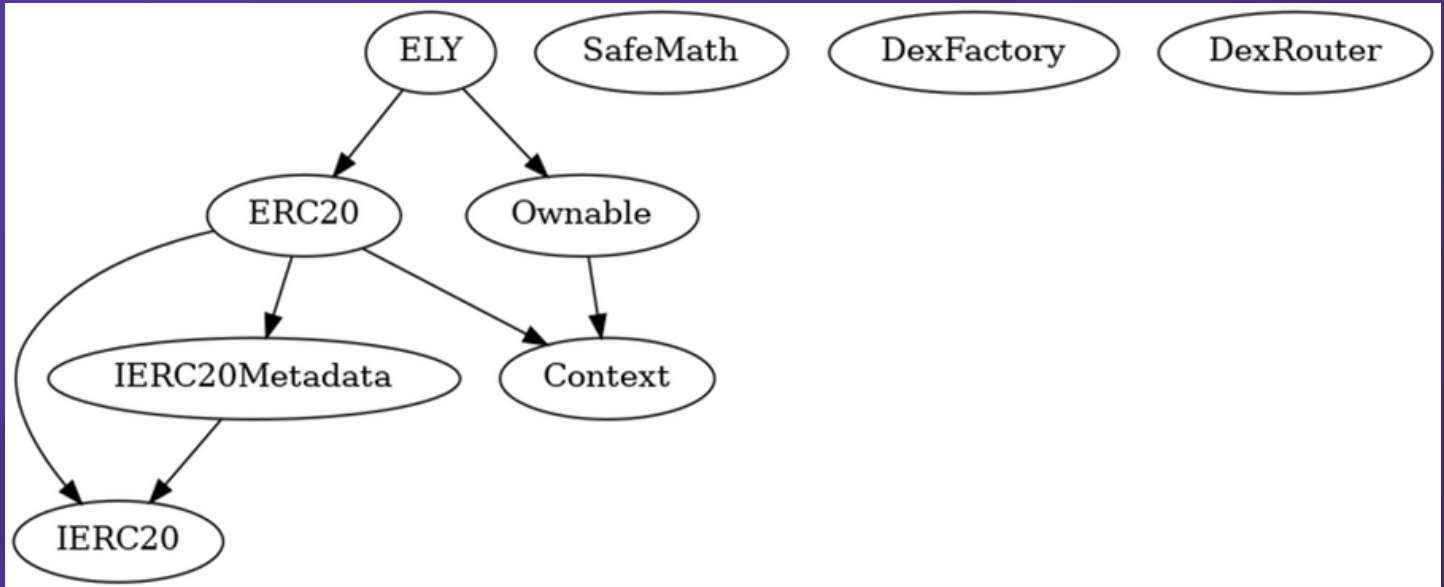 ELY
SafeMath
DexFactory
DexRouter
ERC20
Ownable
IERC20Metadata
Context
IERC20